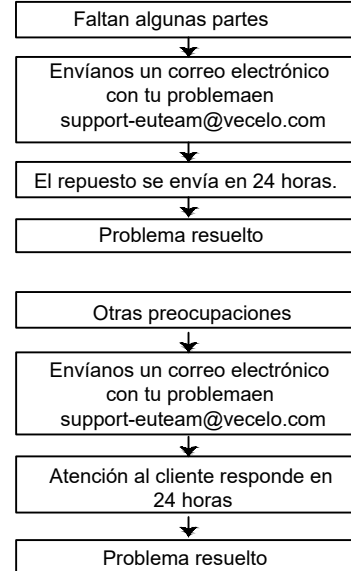 Faltan algunas partes
Envíanos un correo electrónico
con tu problemaen
support-euteam@vecelo.com
El repuesto se envía en 24 horas.
Problema resuelto
Otras preocupaciones
Envíanos un correo electrónico
con tu problemaen
support-euteam@vecelo.com
Atención al cliente responde en
24 horas
Problema resuelto